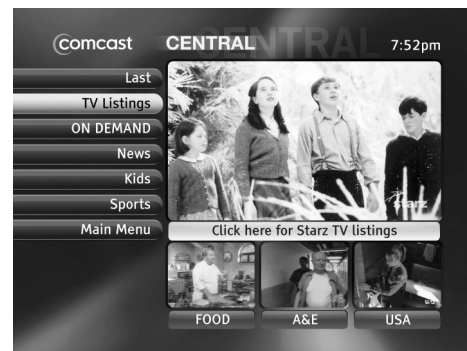 comcast
CENTRAL
CENTRAL
7:52pm
Last
TV Listings
ON DEMAND
News
Kids
Sports
Main Menu
starz
Click here for Starz TV listings
FOOD
A&E
USA